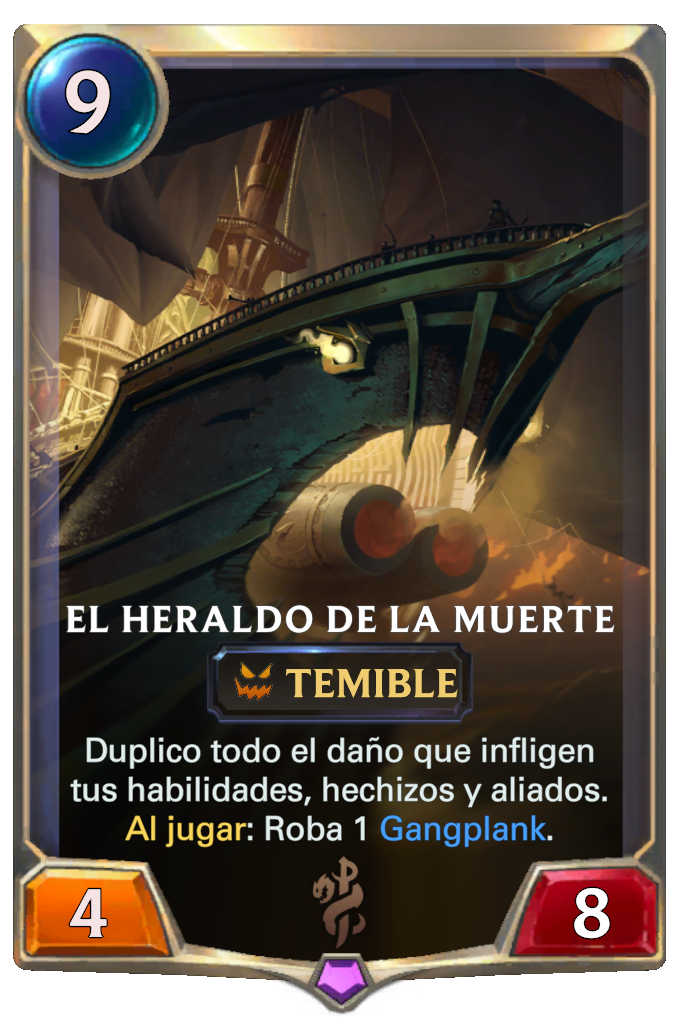 9
EL HERALDO DE LA MUERTE
TEMIBLE
Duplico todo el daño que infligen
tus habilidades, hechizos y aliados.
Al jugar: Roba 1 Gangplank.
4
8